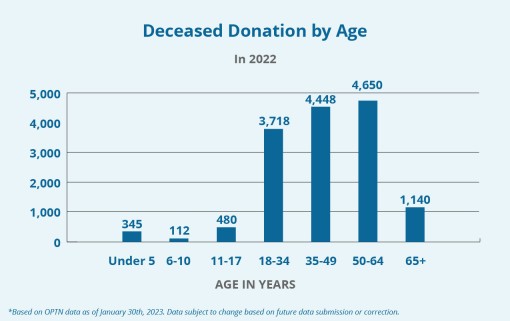 Deceased Donation by Age
In 2022
5,000
4,000
3,000
2,000
1,000
0
345
112
480
3,718
4,448
4,650
1,140
Under 5 6-10 11-17 18-34 35-49 50-64 65+
AGE IN YEARS
*Based on OPTN data as of January 30th, 2023. Data subject to change based on future data submission or correction.